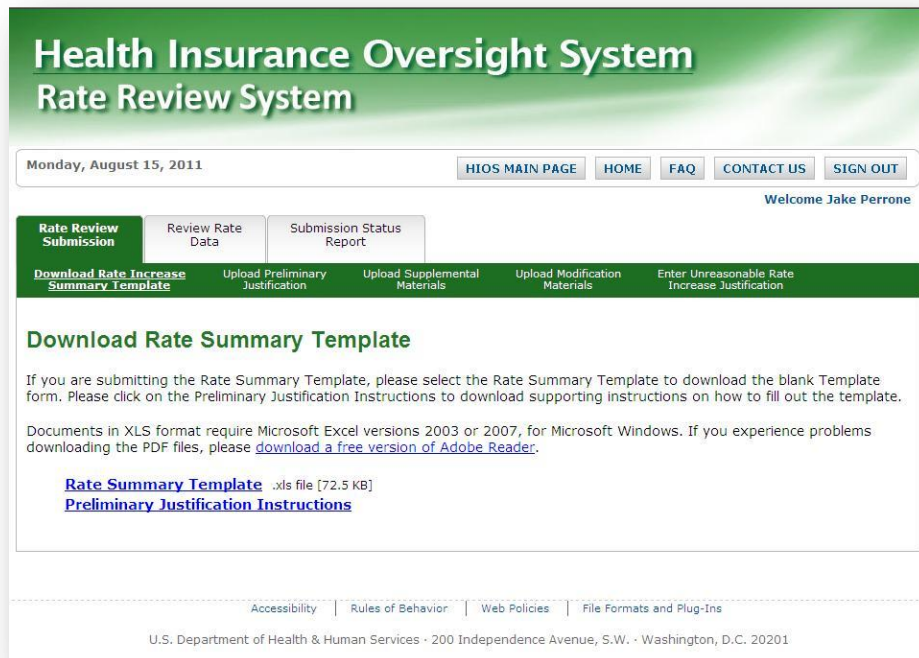 Health Insurance Oversight System
Rate Review System
Monday, August 15, 2011
HIOS MAIN PAGE HOME FAQ CONTACT US SIGN OUT
Welcome Jake Perrone
Rate Review Submission
Review Rate Data
Submission Status Report
Download Rate Increase Summary Template
Upload Preliminary Justification
Upload Supplemental Materials
Upload Modification Materials
Enter Unreasonable Rate Increase Justification
Download Rate Summary Template
If you are submitting the Rate Summary Template, please select the Rate Summary Template to download the blank Template
form. Please click on the Preliminary Justification Instructions to download supporting instructions on how to fill out the template.
Documents in XLS format require Microsoft Excel versions 2003 or 2007, for Microsoft Windows. If you experience problems
downloading the PDF files, please download a free version of Adobe Reader.
Rate Summary Template .xls file [72.5 KB]
Preliminary Justification Instructions
Accessibility | Rules of Behavior | Web Policies | File Formats and Plug-Ins
U.S. Department of Health & Human Services · 200 Independence Avenue, S.W. · Washington, D.C. 20201